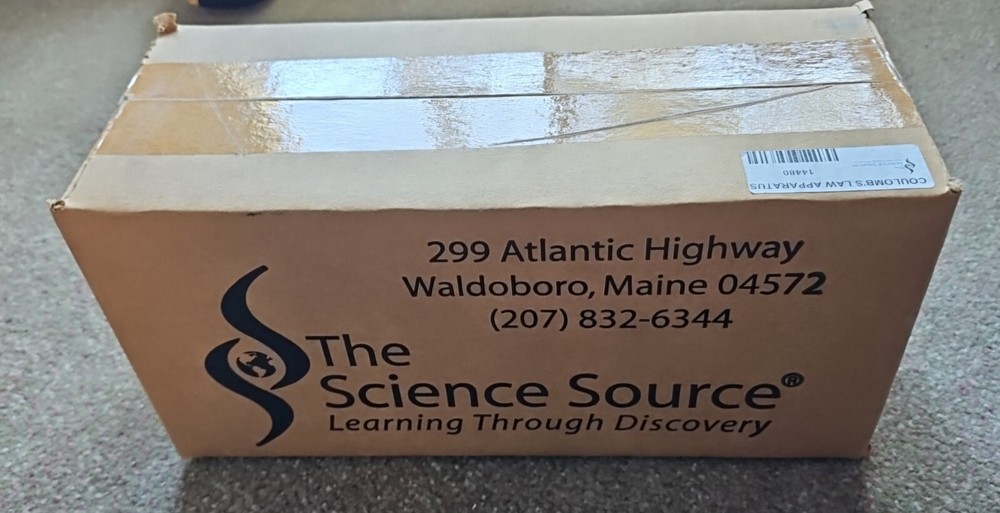 14480
COULOMB'S LAW APPARATUS
299 Atlantic Highway
Waldoboro, Maine 04572
(207) 832-6344
The
Science Source®
Learning Through Discovery